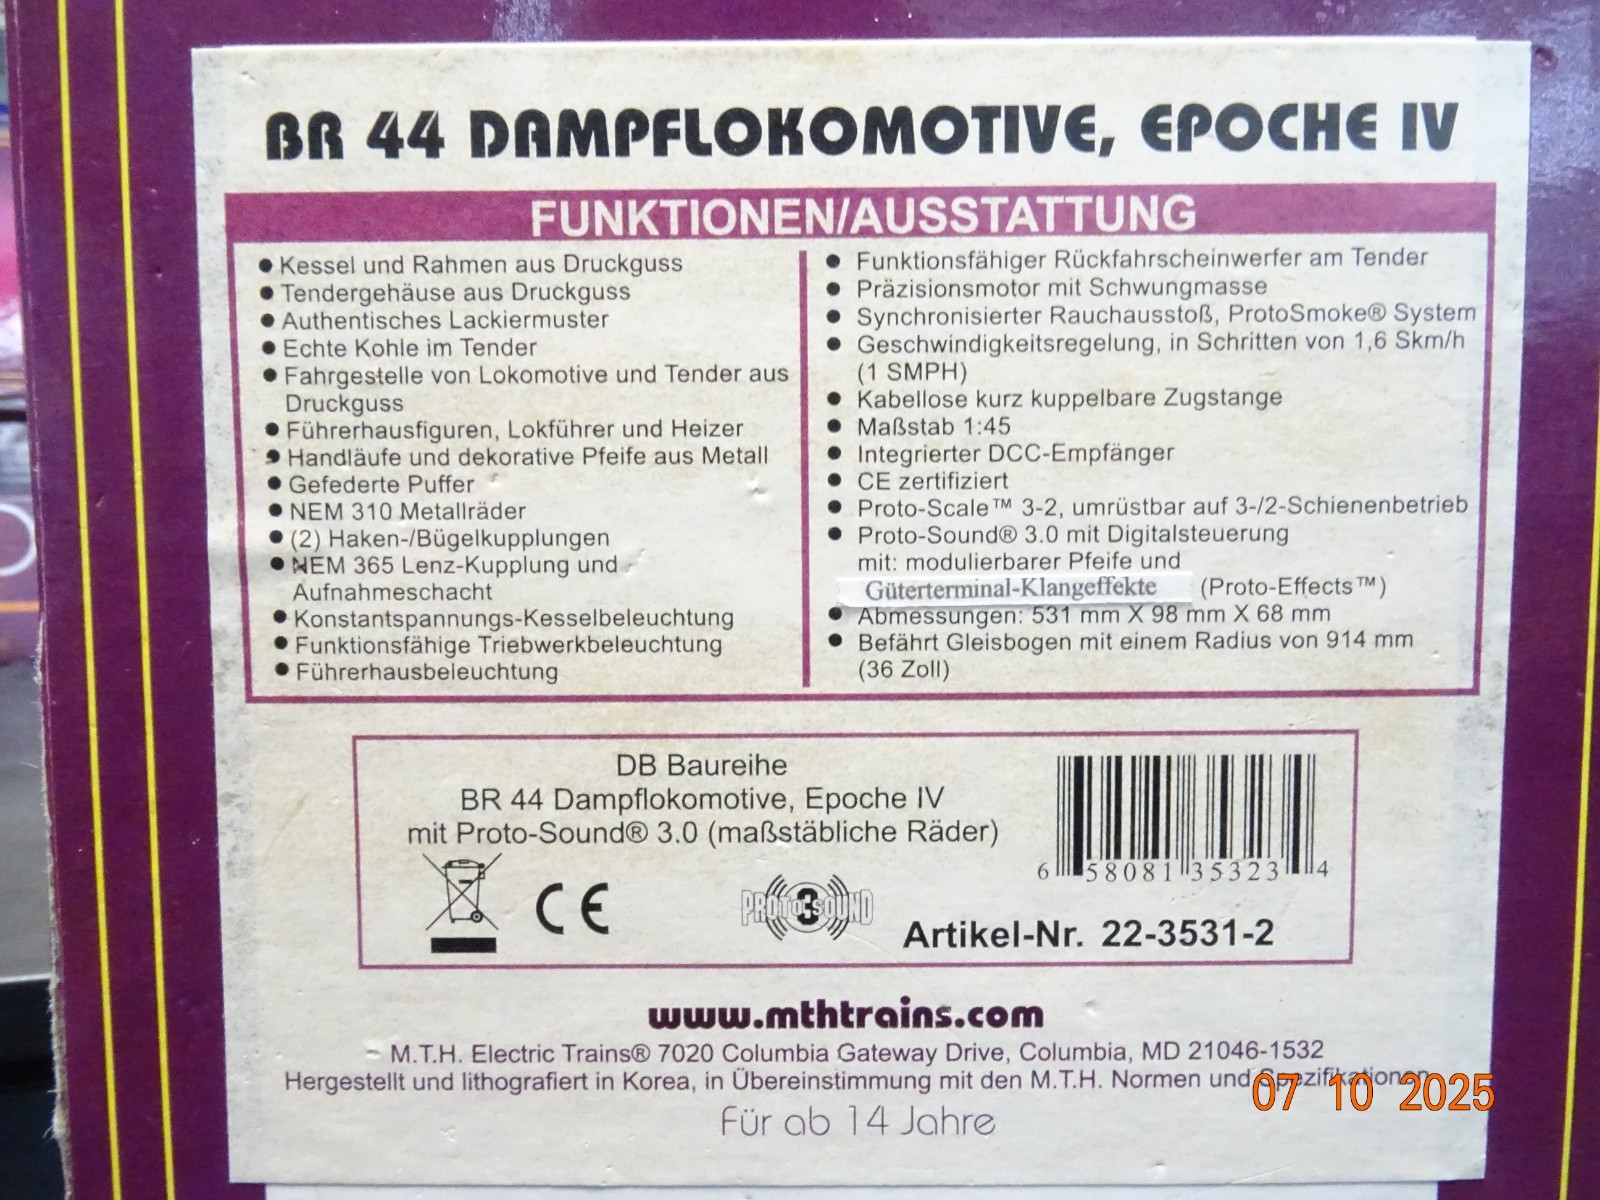 BR 44 DAMPFLOKOMOTIVE, EPOCHE IV
FUNKTIONEN/AUSSTATTUNG
● Kessel und Rahmen aus Druckguss
● Tendergehäuse aus Druckguss
● Authentisches Lackiermuster
● Echte Kohle im Tender
● Fahrgestelle von Lokomotive und Tender aus
Druckguss
● Führerhausfiguren, Lokführer und Heizer
● Handläufe und dekorative Pfeife aus Metall
● Gefederte Puffer
● NEM 310 Metallräder
● (2) Haken-/Bügelkupplungen
● NEM 365 Lenz-Kupplung und
Aufnahmeschacht
● Konstantspannungs-Kesselbeleuchtung
● Funktionsfähige Triebwerkbeleuchtung
● Führerhausbeleuchtung
● Funktionsfähiger Rückfahrscheinwerfer am Tender
● Präzisionsmotor mit Schwungmasse
● Synchronisierter Rauchausstoß, ProtoSmoke® System
● Geschwindigkeitsregelung, in Schritten von 1,6 Skm/h
(1 SMPH)
● Kabellose kurz kuppelbare Zugstange
● Maßstab 1:45
● Integrierter DCC-Empfänger
● CE zertifiziert
● Proto-Scale™ 3-2, umrüstbar auf 3-/2-Schienenbetrieb
● Proto-Sound® 3.0 mit Digitalsteuerung
mit: modulierbarer Pfeife und
Güterterminal-Klangeffekte (Proto-Effects™)
● Abmessungen: 531 mm X 98 mm X 68 mm
● Befährt Gleisbogen mit einem Radius von 914 mm
(36 Zoll)
DB Baureihe
BR 44 Dampflokomotive, Epoche IV
mit Proto-Sound® 3.0 (maßstäbliche Räder)
CE
PROTO 3 SOUND
6 58081 35323 4
Artikel-Nr. 22-3531-2
www.mthtrains.com
M.T.H. Electric Trains® 7020 Columbia Gateway Drive, Columbia, MD 21046-1532
Hergestellt und lithografiert in Korea, in Übereinstimmung mit den M.T.H. Normen und Spezifikationen
Für ab 14 Jahre
07 10 2025